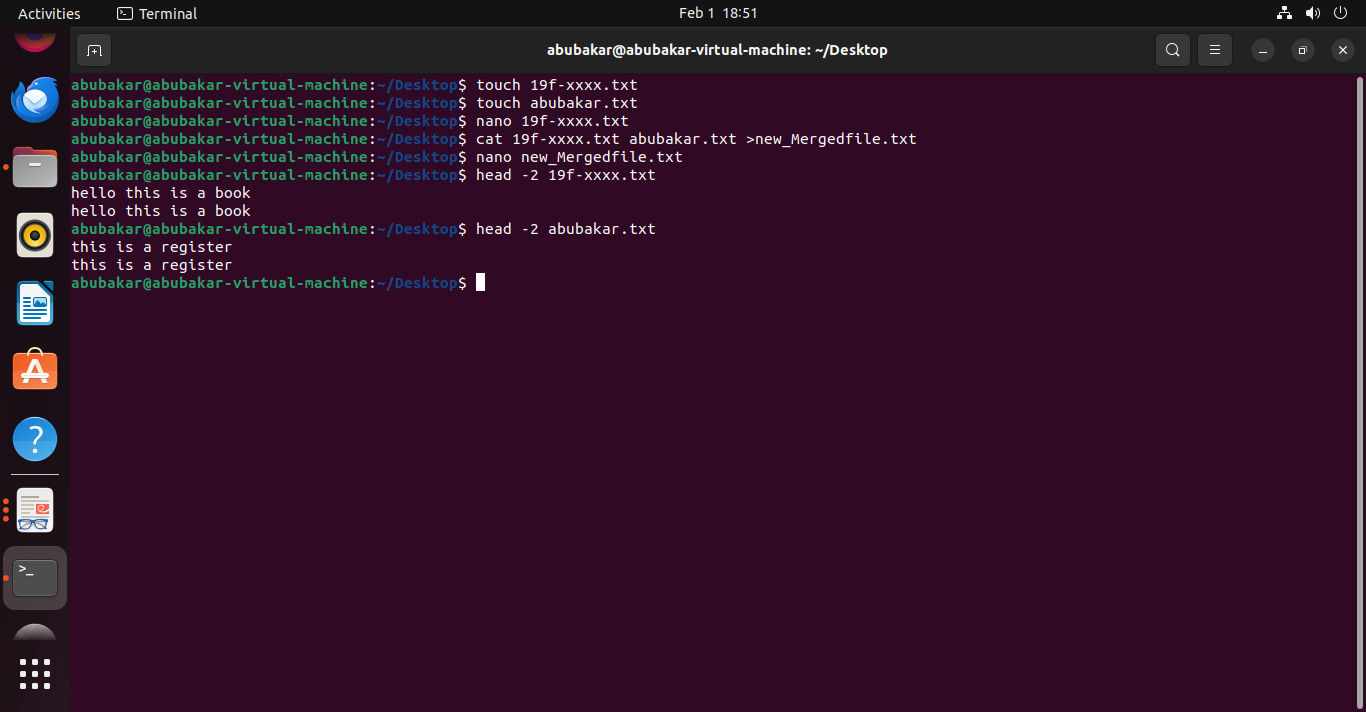 Activities
Terminal
Feb 1 18:51
abubakar@abubakar-virtual-machine: ~/Desktop
abubakar@abubakar-virtual-machine:~/Desktop$ touch 19f-xxxx.txt
abubakar@abubakar-virtual-machine:~/Desktop$ touch abubakar.txt
abubakar@abubakar-virtual-machine:~/Desktop$ nano 19f-xxxx.txt
abubakar@abubakar-virtual-machine:~/Desktop$ cat 19f-xxxx.txt abubakar.txt >new_Mergedfile.txt
abubakar@abubakar-virtual-machine:~/Desktop$ nano new_Mergedfile.txt
abubakar@abubakar-virtual-machine:~/Desktop$ head -2 19f-xxxx.txt
hello this is a book
hello this is a book
abubakar@abubakar-virtual-machine:~/Desktop$ head -2 abubakar.txt
this is a register
this is a register
abubakar@abubakar-virtual-machine:~/Desktop$